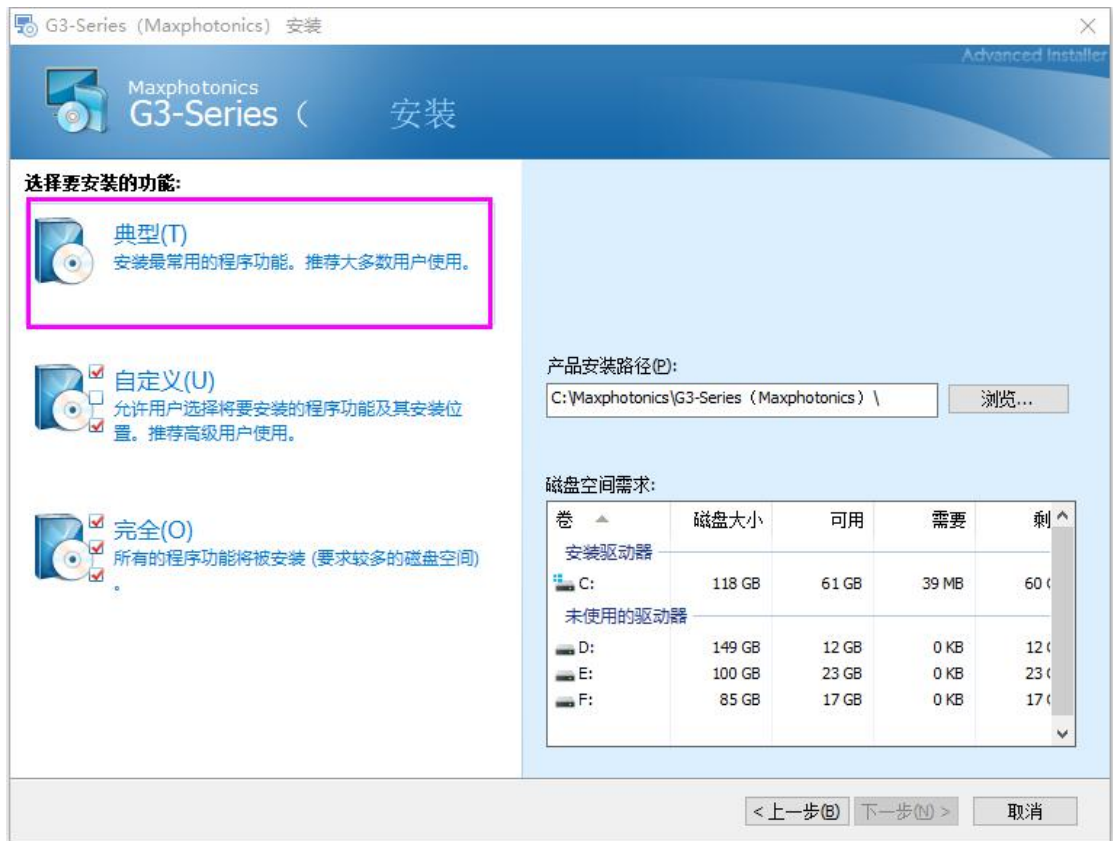 G3-Series（Maxphotonics） 安装
Advanced Installer
Maxphotonics
G3-Series（ 安装
选择要安装的功能:
典型(T)
安装最常用的程序功能。推荐大多数用户使用。
自定义(U)
允许用户选择将要安装的程序功能及其安装位
置。推荐高级用户使用。
完全(O)
所有的程序功能将被安装 (要求较多的磁盘空间)
。
产品安装路径(P):
C:\Maxphotonics\G3-Series（Maxphotonics）\
浏览...
磁盘空间需求:
卷 磁盘大小 可用 需要 剩
安装驱动器
C: 118 GB 61 GB 39 MB 60
未使用的驱动器
D: 149 GB 12 GB 0 KB 12
E: 100 GB 23 GB 0 KB 23
F: 85 GB 17 GB 0 KB 17
< 上一步(B) 下一步(N) > 取消